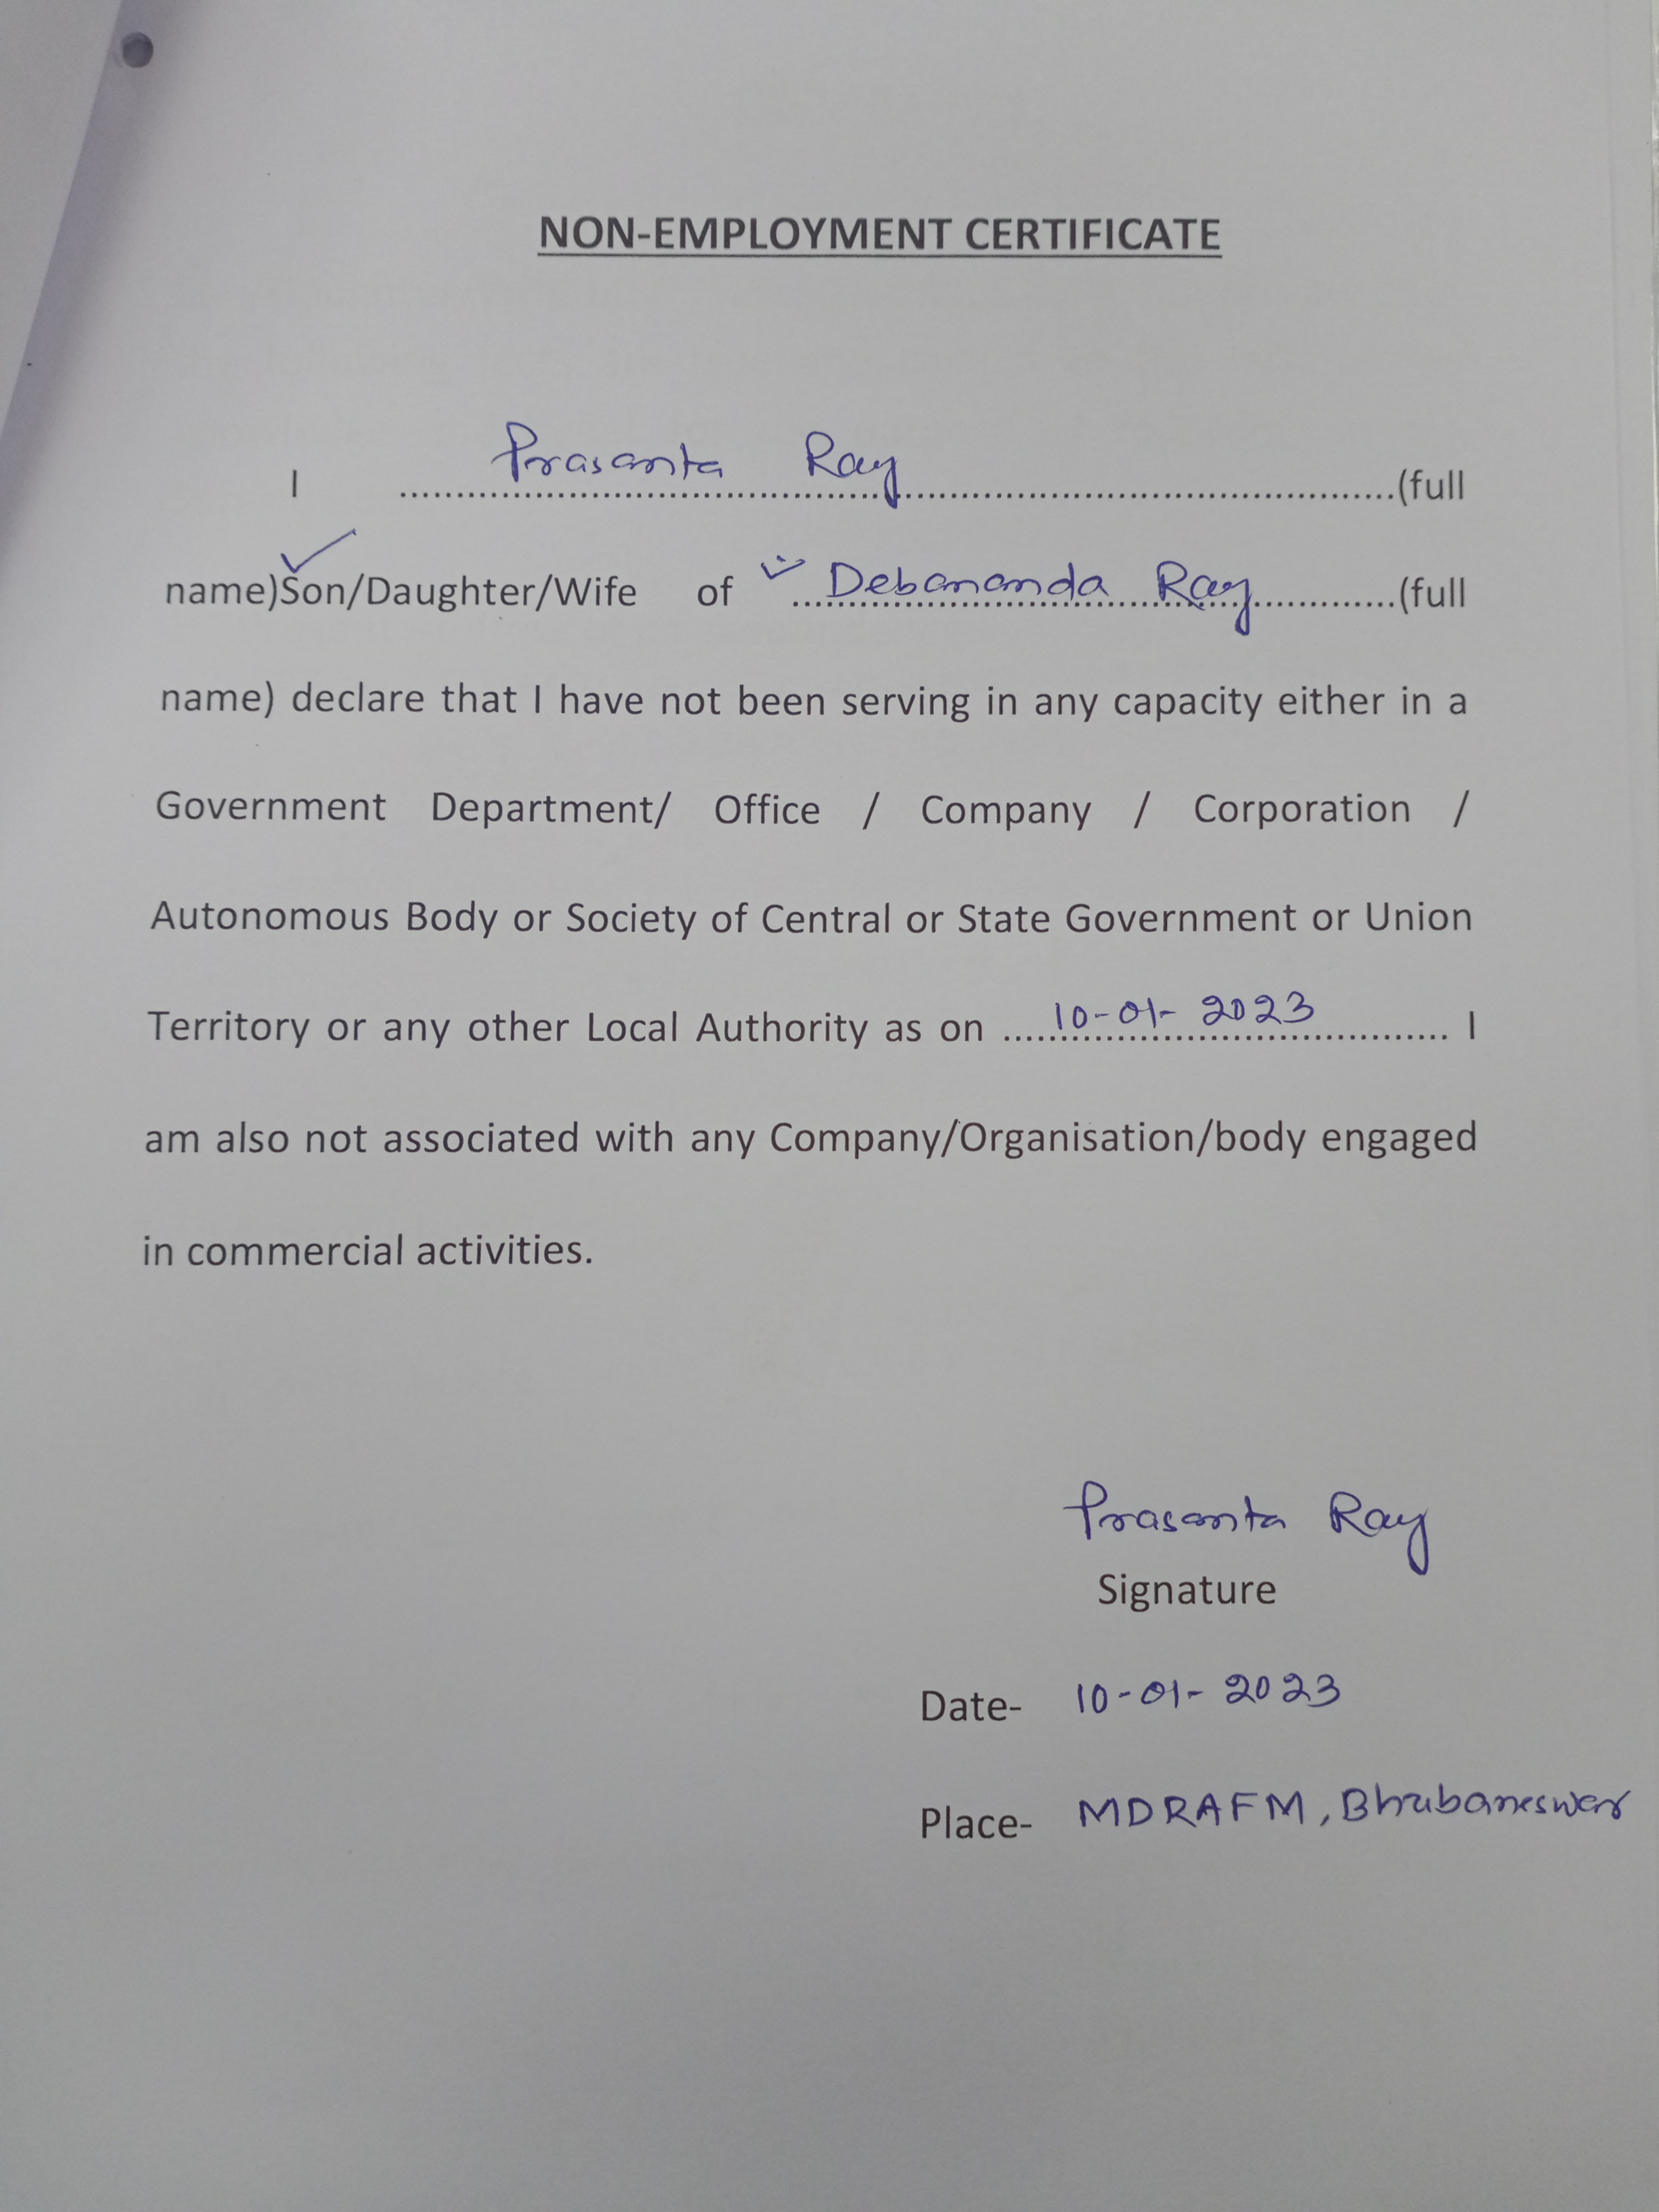 NON-EMPLOYMENT CERTIFICATE
I Prasanta Ray (full
name)Son/Daughter/Wife of Debananda Ray (full
name) declare that I have not been serving in any capacity either in a
Government Department/ Office / Company / Corporation /
Autonomous Body or Society of Central or State Government or Union
Territory or any other Local Authority as on 10-01-2023 I
am also not associated with any Company/Organisation/body engaged
in commercial activities.
Prasanta Ray
Signature
Date- 10-01-2023
Place- MDRAFM, Bhubaneswar